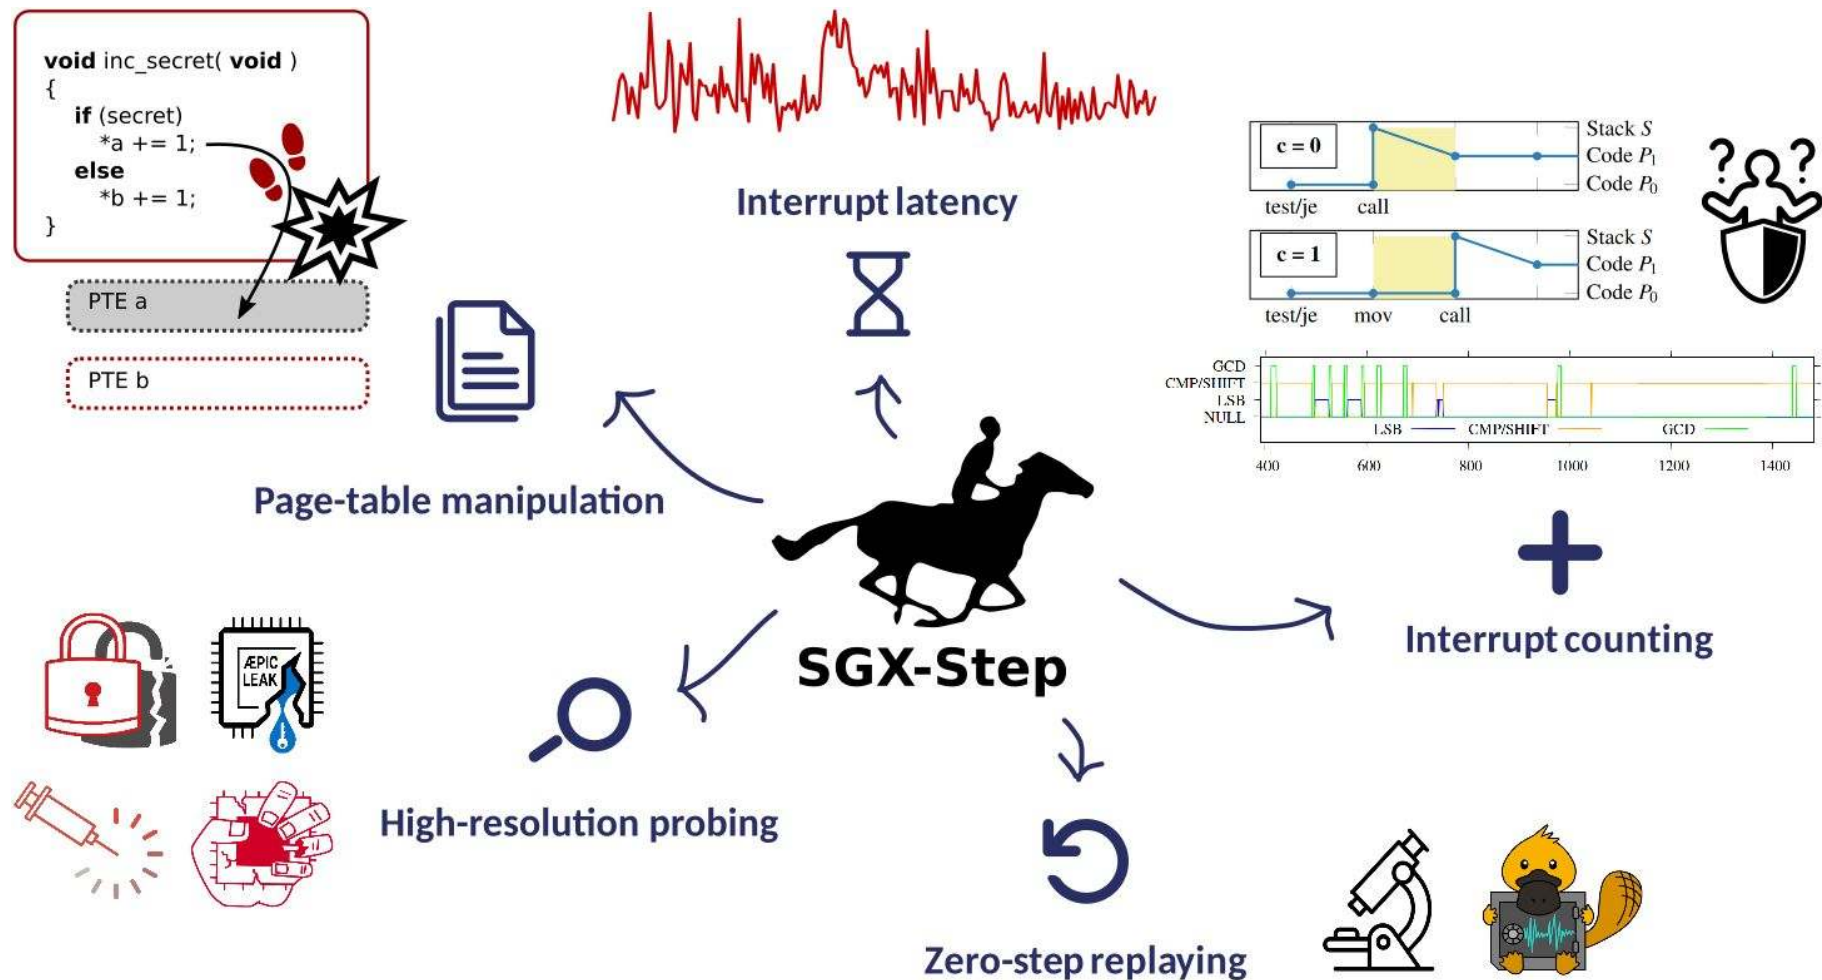 void inc_secret( void )
{
if (secret)
*a += 1;
else
*b += 1;
}
PTE a
PTE b
Interrupt latency
c = 0
Stack S
Code P₁
Code P₀
test/je call
c = 1
Stack S
Code P₁
Code P₀
test/je mov call
GCD
CMP/SHIFT
LSB
NULL
LSB CMP/SHIFT GCD
400 600 800 1000 1200 1400
Page-table manipulation
SGX-Step
Interrupt counting
ÆPIC
LEAK
High-resolution probing
Zero-step replaying
? ?